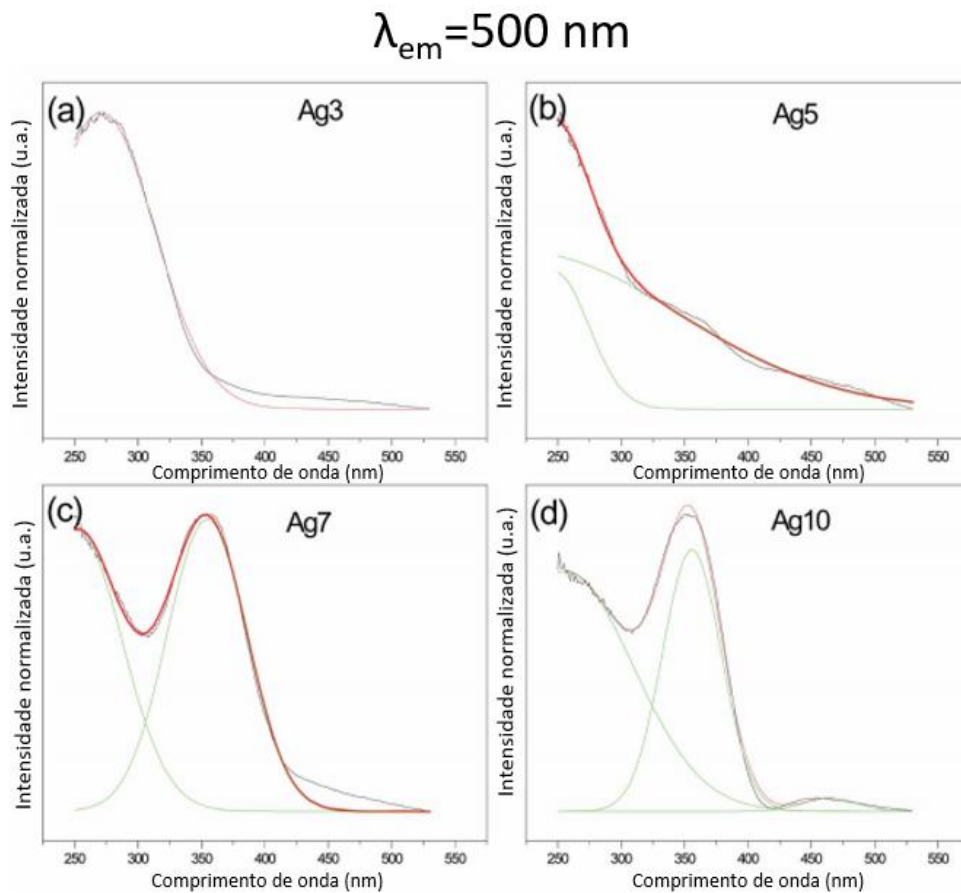 λem=500 nm
(a) Ag3
Intensidade normalizada (u.a.)
250 300 350 400 450 500 550
Comprimento de onda (nm)
(b) Ag5
Intensidade normalizada (u.a.)
250 300 350 400 450 500 550
Comprimento de onda (nm)
(c) Ag7
Intensidade normalizada (u.a.)
250 300 350 400 450 500 550
Comprimento de onda (nm)
(d) Ag10
Intensidade normalizada (u.a.)
250 300 350 400 450 500 550
Comprimento de onda (nm)